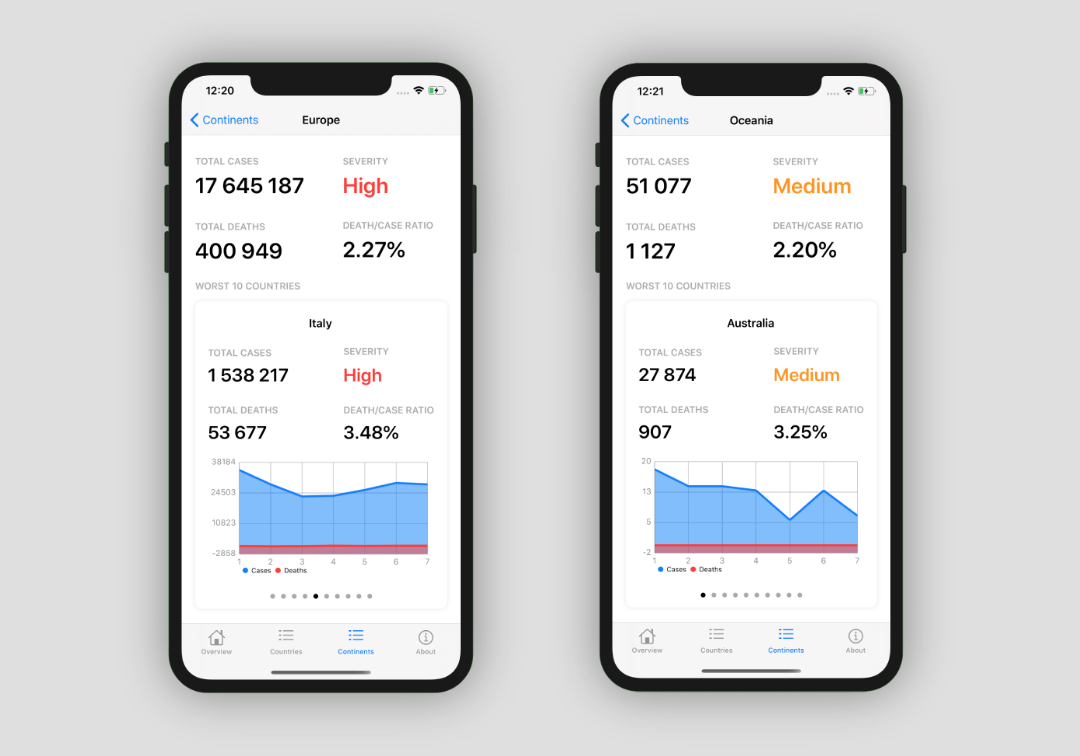 12:20
Continents
Europe
TOTAL CASES
SEVERITY
17 645 187
High
TOTAL DEATHS
DEATH/CASE RATIO
400 949
2.27%
WORST 10 COUNTRIES
Italy
TOTAL CASES
SEVERITY
1 538 217
High
TOTAL DEATHS
DEATH/CASE RATIO
53 677
3.48%
38184
24503
10823
-2858
1 2 3 4 5 6 7
Cases Deaths
Overview
Countries
Continents
About
12:21
Continents
Oceania
TOTAL CASES
SEVERITY
51 077
Medium
TOTAL DEATHS
DEATH/CASE RATIO
1 127
2.20%
WORST 10 COUNTRIES
Australia
TOTAL CASES
SEVERITY
27 874
Medium
TOTAL DEATHS
DEATH/CASE RATIO
907
3.25%
20
13
5
-2
1 2 3 4 5 6 7
Cases Deaths
Overview
Countries
Continents
About